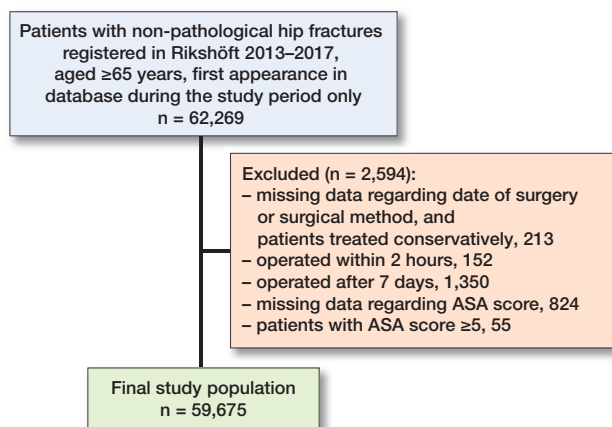 Patients with non-pathological hip fractures
registered in Rikshöft 2013–2017,
aged ≥65 years, first appearance in
database during the study period only
n = 62,269
Excluded (n = 2,594):
– missing data regarding date of surgery
or surgical method, and
patients treated conservatively, 213
– operated within 2 hours, 152
– operated after 7 days, 1,350
– missing data regarding ASA score, 824
– patients with ASA score ≥5, 55
Final study population
n = 59,675